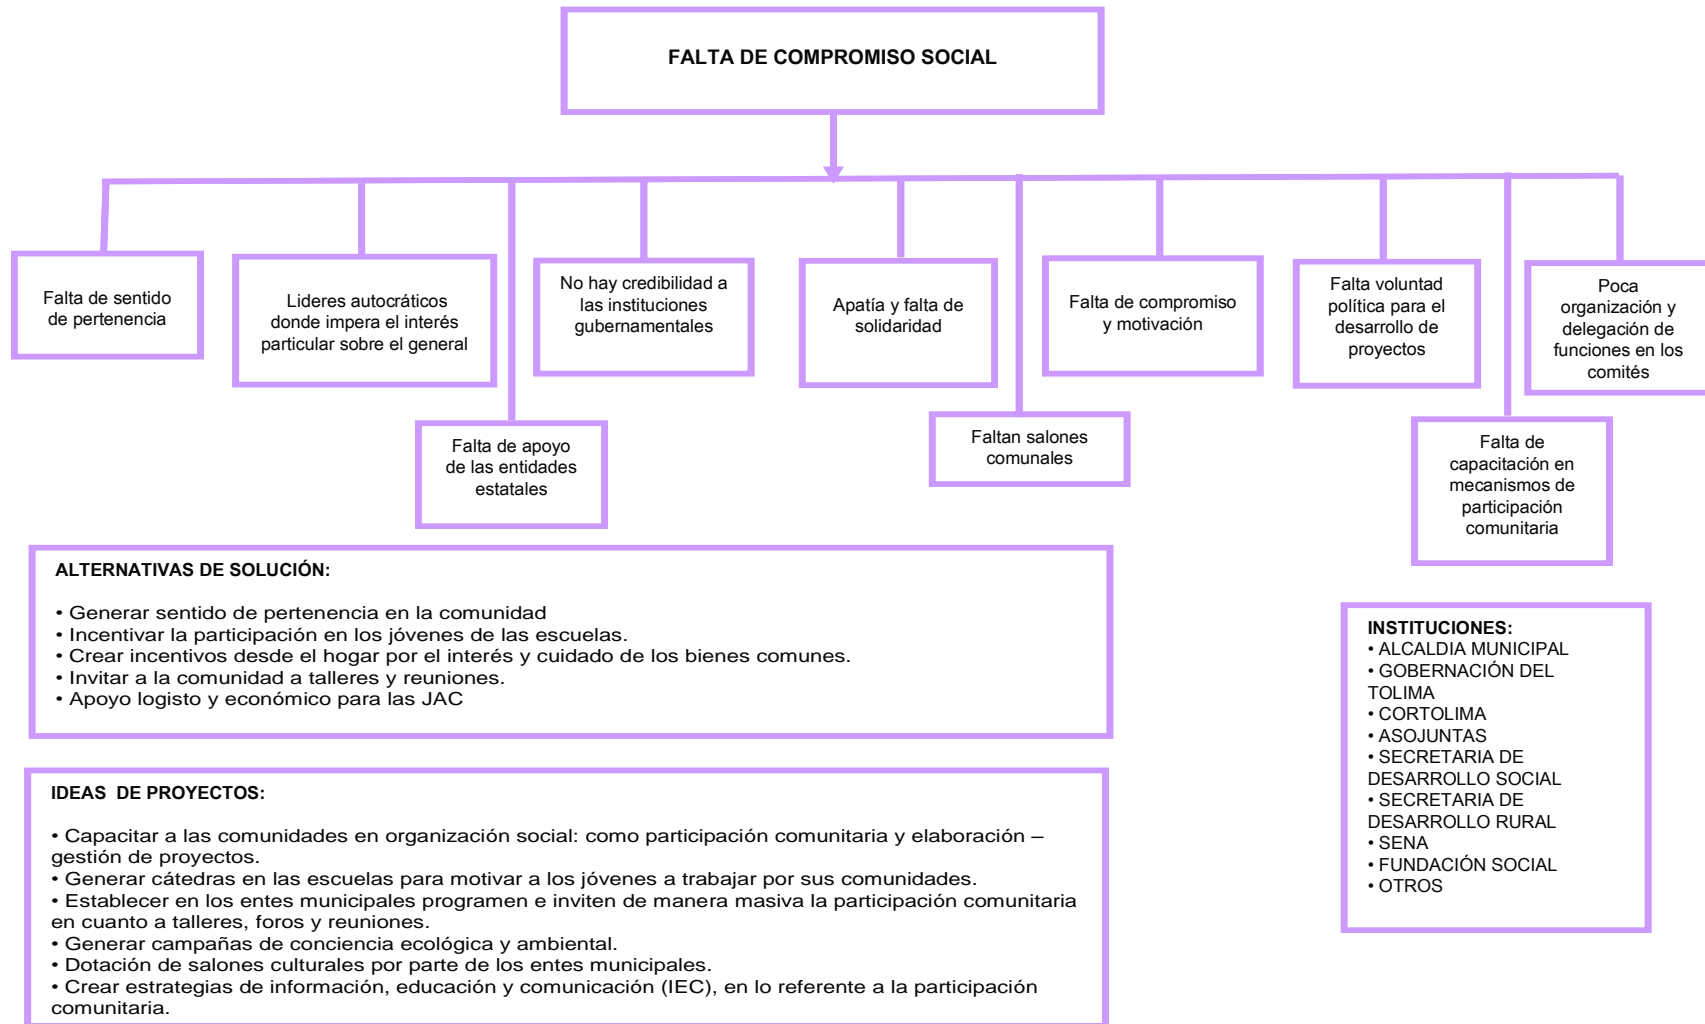 FALTA DE COMPROMISO SOCIAL
Falta de sentido
de pertenencia
Lideres autocráticos
donde impera el interés
particular sobre el general
No hay credibilidad a
las instituciones
gubernamentales
Apatía y falta de
solidaridad
Falta de compromiso
y motivación
Falta voluntad
política para el
desarrollo de
proyectos
Poca
organización y
delegación de
funciones en los
comités
Falta de apoyo
de las entidades
estatales
Faltan salones
comunales
Falta de
capacitación en
mecanismos de
participación
comunitaria
ALTERNATIVAS DE SOLUCIÓN:
• Generar sentido de pertenencia en la comunidad
• Incentivar la participación en los jóvenes de las escuelas.
• Crear incentivos desde el hogar por el interés y cuidado de los bienes comunes.
• Invitar a la comunidad a talleres y reuniones.
• Apoyo logisto y económico para las JAC
INSTITUCIONES:
• ALCALDIA MUNICIPAL
• GOBERNACIÓN DEL
TOLIMA
• CORTOLIMA
• ASOJUNTAS
• SECRETARIA DE
DESARROLLO SOCIAL
• SECRETARIA DE
DESARROLLO RURAL
• SENA
• FUNDACIÓN SOCIAL
• OTROS
IDEAS  DE PROYECTOS:
• Capacitar a las comunidades en organización social: como participación comunitaria y elaboración –
gestión de proyectos.
• Generar cátedras en las escuelas para motivar a los jóvenes a trabajar por sus comunidades.
• Establecer en los entes municipales programen e inviten de manera masiva la participación comunitaria
en cuanto a talleres, foros y reuniones.
• Generar campañas de conciencia ecológica y ambiental.
• Dotación de salones culturales por parte de los entes municipales.
• Crear estrategias de información, educación y comunicación (IEC), en lo referente a la participación
comunitaria.